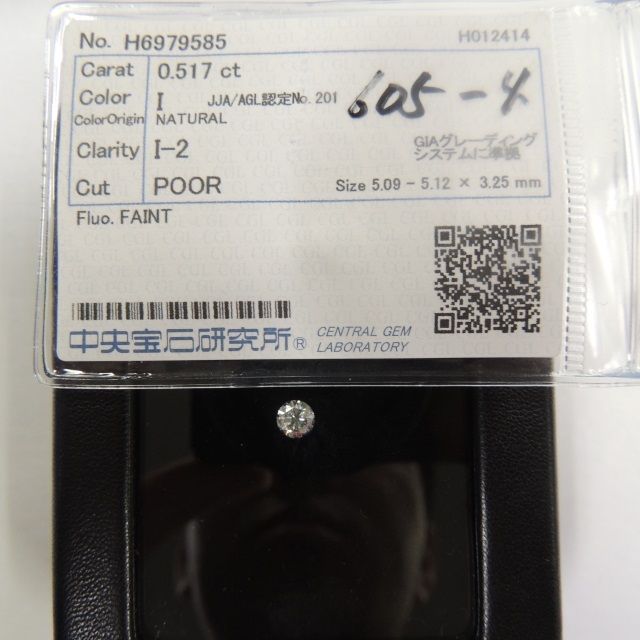 No. H6979585 H012414
Carat 0.517 ct
Color I JJA/AGL認定No. 201 605-4
ColorOrigin NATURAL
Clarity I-2 GIAグレーディング
システムに準拠
Cut POOR Size 5.09 - 5.12 × 3.25 mm
Fluo. FAINT
中央宝石研究所® CENTRAL GEM
LABORATORY